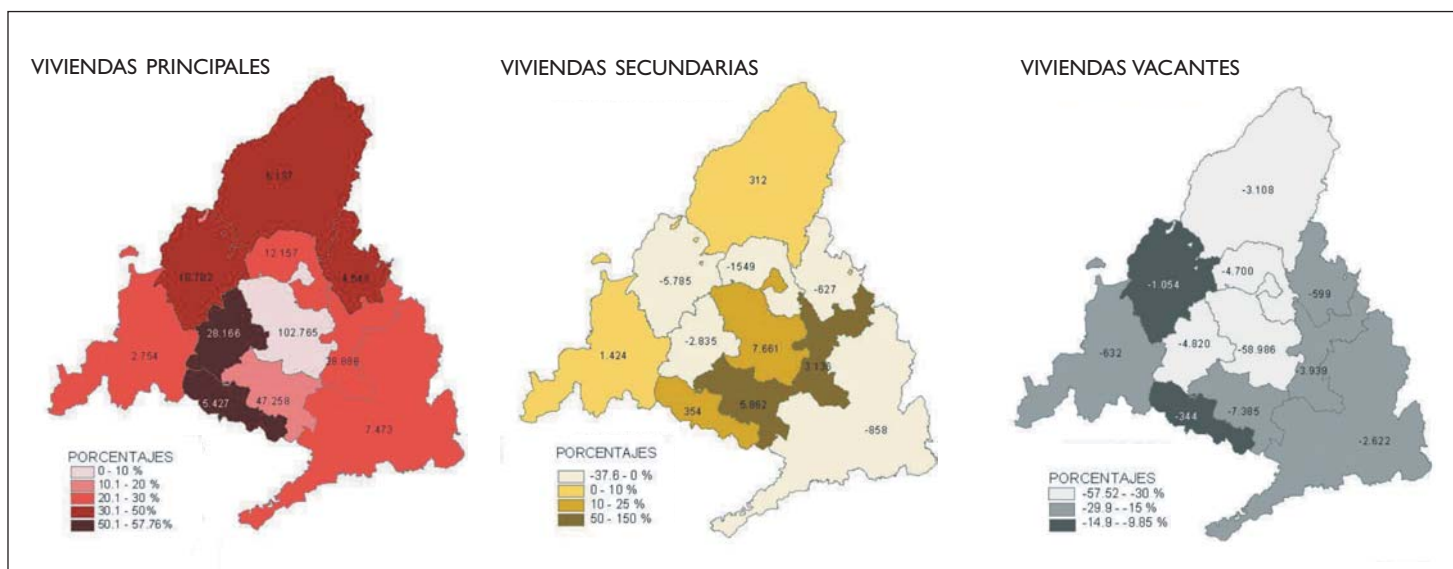 VIVIENDAS PRINCIPALES
12.157
28.166
102.765
2.754
5.427
47.258
7.473
PORCENTAJES
0 - 10 %
10.1 - 20 %
20.1 - 30 %
30.1 - 50%
50.1 - 57.76%
VIVIENDAS SECUNDARIAS
312
-5.785
-1549
-627
-2.835
7.661
1.424
354
5.862
-858
PORCENTAJES
-37.6 - 0 %
0 - 10 %
10 - 25 %
50 - 150 %
VIVIENDAS VACANTES
-3.108
-4.700
-1.054
-599
-4.820
-58.986
-632
-3.939
-344
-7.385
-2.622
PORCENTAJES
-57.52 - -30 %
-29.9 - -15 %
-14.9 - -9.85 %